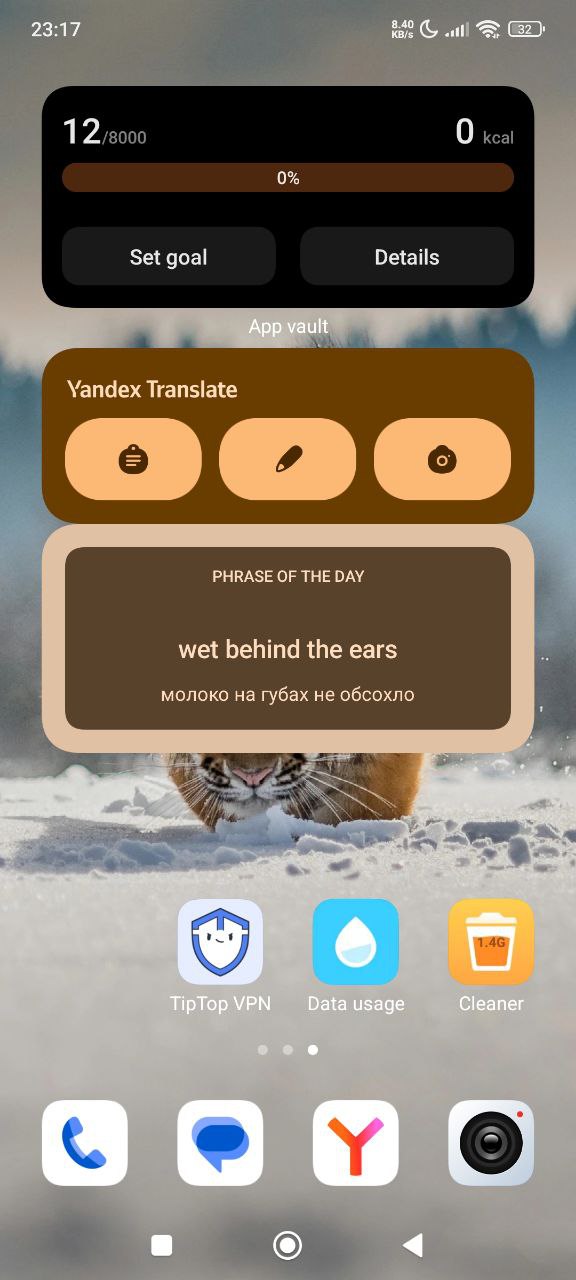 23:17
8.40
KB/s
32
12/8000
0 kcal
0%
Set goal
Details
App vault
Yandex Translate
PHRASE OF THE DAY
wet behind the ears
молоко на губах не обсохло
1.4G
TipTop VPN
Data usage
Cleaner